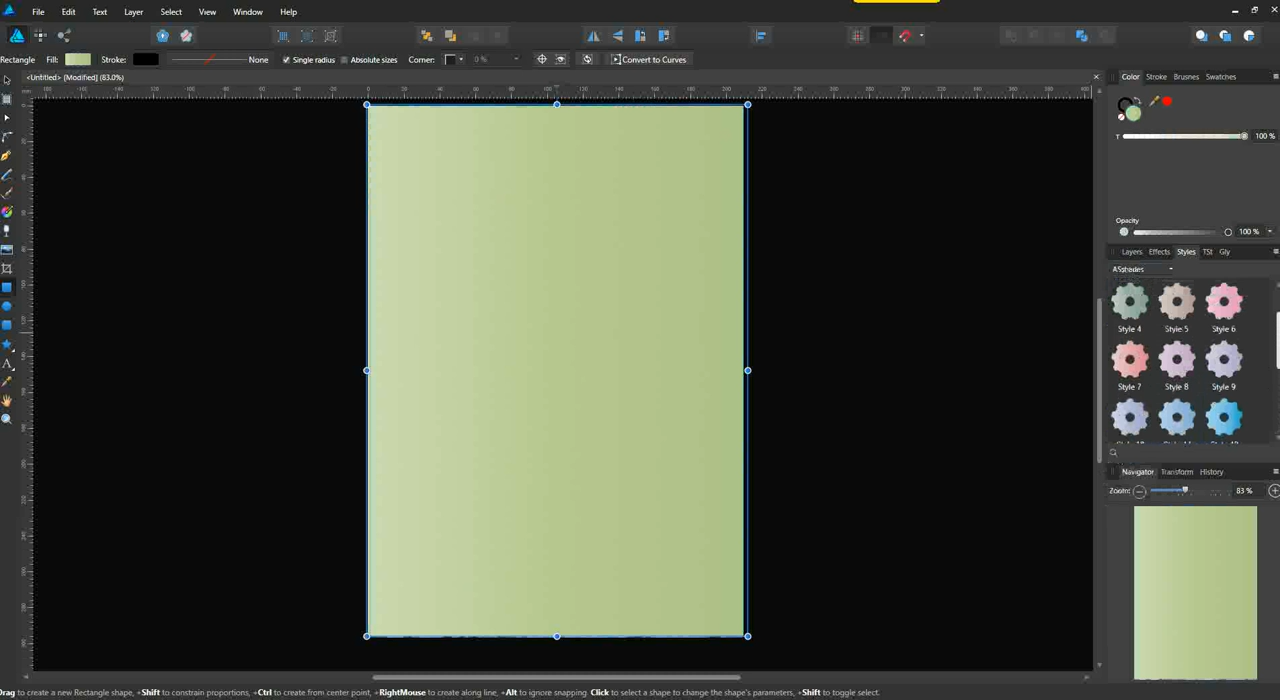 File Edit Text Layer Select View Window Help
Rectangle Fill: Stroke: None Single radius Absolute sizes Corner: 0 % Convert to Curves
<Untitled> [Modified] (83.0%)
Color Stroke Brushes Swatches
T 100 %
Opacity
100 %
Layers Effects Styles TSt Gly
AShades
Style 4 Style 5 Style 6
Style 7 Style 8 Style 9
Navigator Transform History
Zoom: 83 %
Drag to create a new Rectangle shape, +Shift to constrain proportions, +Ctrl to create from center point, +RightMouse to create along line, +Alt to ignore snapping. Click to select a shape to change the shape's parameters, +Shift to toggle select.